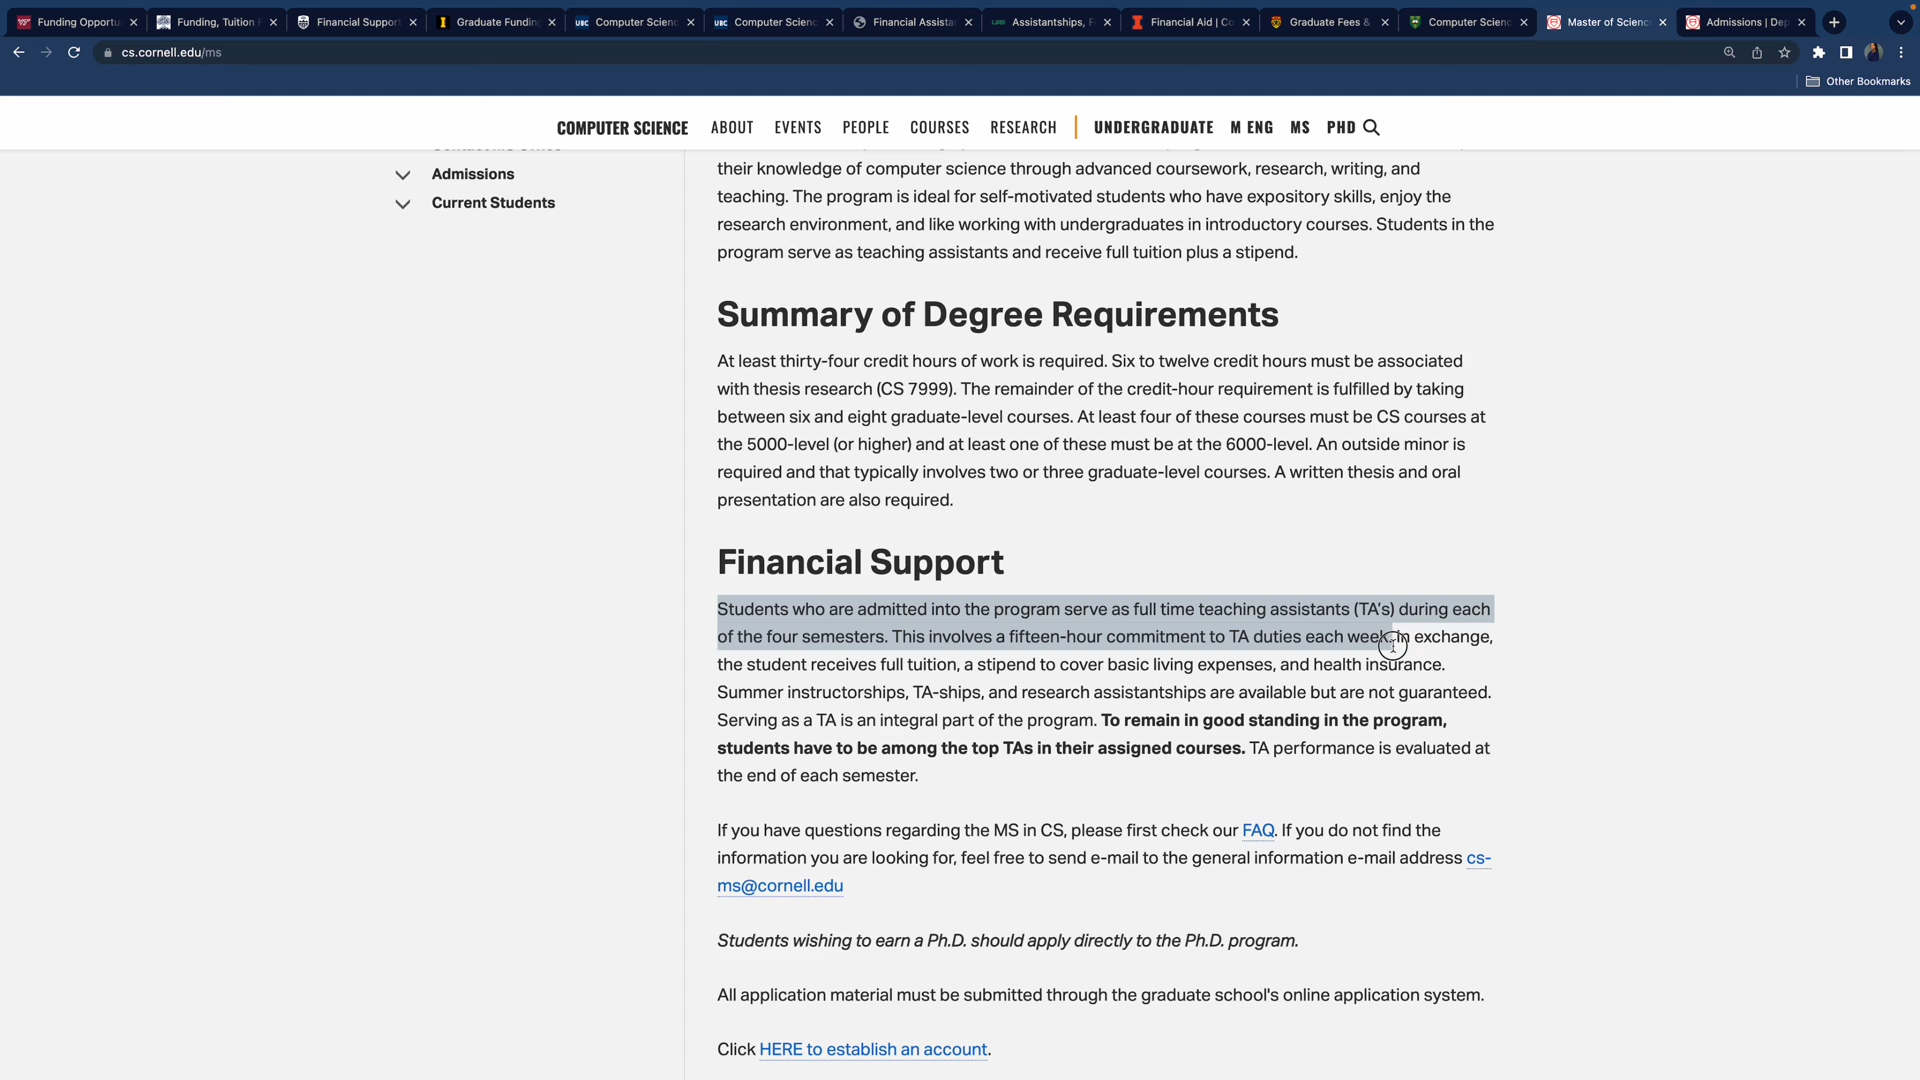 Funding Opportu
Funding, Tuition F
Financial Support
Graduate Funding
Computer Scienc
Computer Scienc
Financial Assistan
Assistantships, Fe
Financial Aid | Co
Graduate Fees &
Computer Scienc
Master of Science
Admissions | Dep
cs.cornell.edu/ms
Other Bookmarks
COMPUTER SCIENCE ABOUT EVENTS PEOPLE COURSES RESEARCH UNDERGRADUATE M ENG MS PHD
Admissions
Current Students
their knowledge of computer science through advanced coursework, research, writing, and
teaching. The program is ideal for self-motivated students who have expository skills, enjoy the
research environment, and like working with undergraduates in introductory courses. Students in the
program serve as teaching assistants and receive full tuition plus a stipend.
Summary of Degree Requirements
At least thirty-four credit hours of work is required. Six to twelve credit hours must be associated
with thesis research (CS 7999). The remainder of the credit-hour requirement is fulfilled by taking
between six and eight graduate-level courses. At least four of these courses must be CS courses at
the 5000-level (or higher) and at least one of these must be at the 6000-level. An outside minor is
required and that typically involves two or three graduate-level courses. A written thesis and oral
presentation are also required.
Financial Support
Students who are admitted into the program serve as full time teaching assistants (TA's) during each
of the four semesters. This involves a fifteen-hour commitment to TA duties each week. In exchange,
the student receives full tuition, a stipend to cover basic living expenses, and health insurance.
Summer instructorships, TA-ships, and research assistantships are available but are not guaranteed.
Serving as a TA is an integral part of the program. To remain in good standing in the program,
students have to be among the top TAs in their assigned courses. TA performance is evaluated at
the end of each semester.
If you have questions regarding the MS in CS, please first check our FAQ. If you do not find the
information you are looking for, feel free to send e-mail to the general information e-mail address cs-
ms@cornell.edu
Students wishing to earn a Ph.D. should apply directly to the Ph.D. program.
All application material must be submitted through the graduate school's online application system.
Click HERE to establish an account.